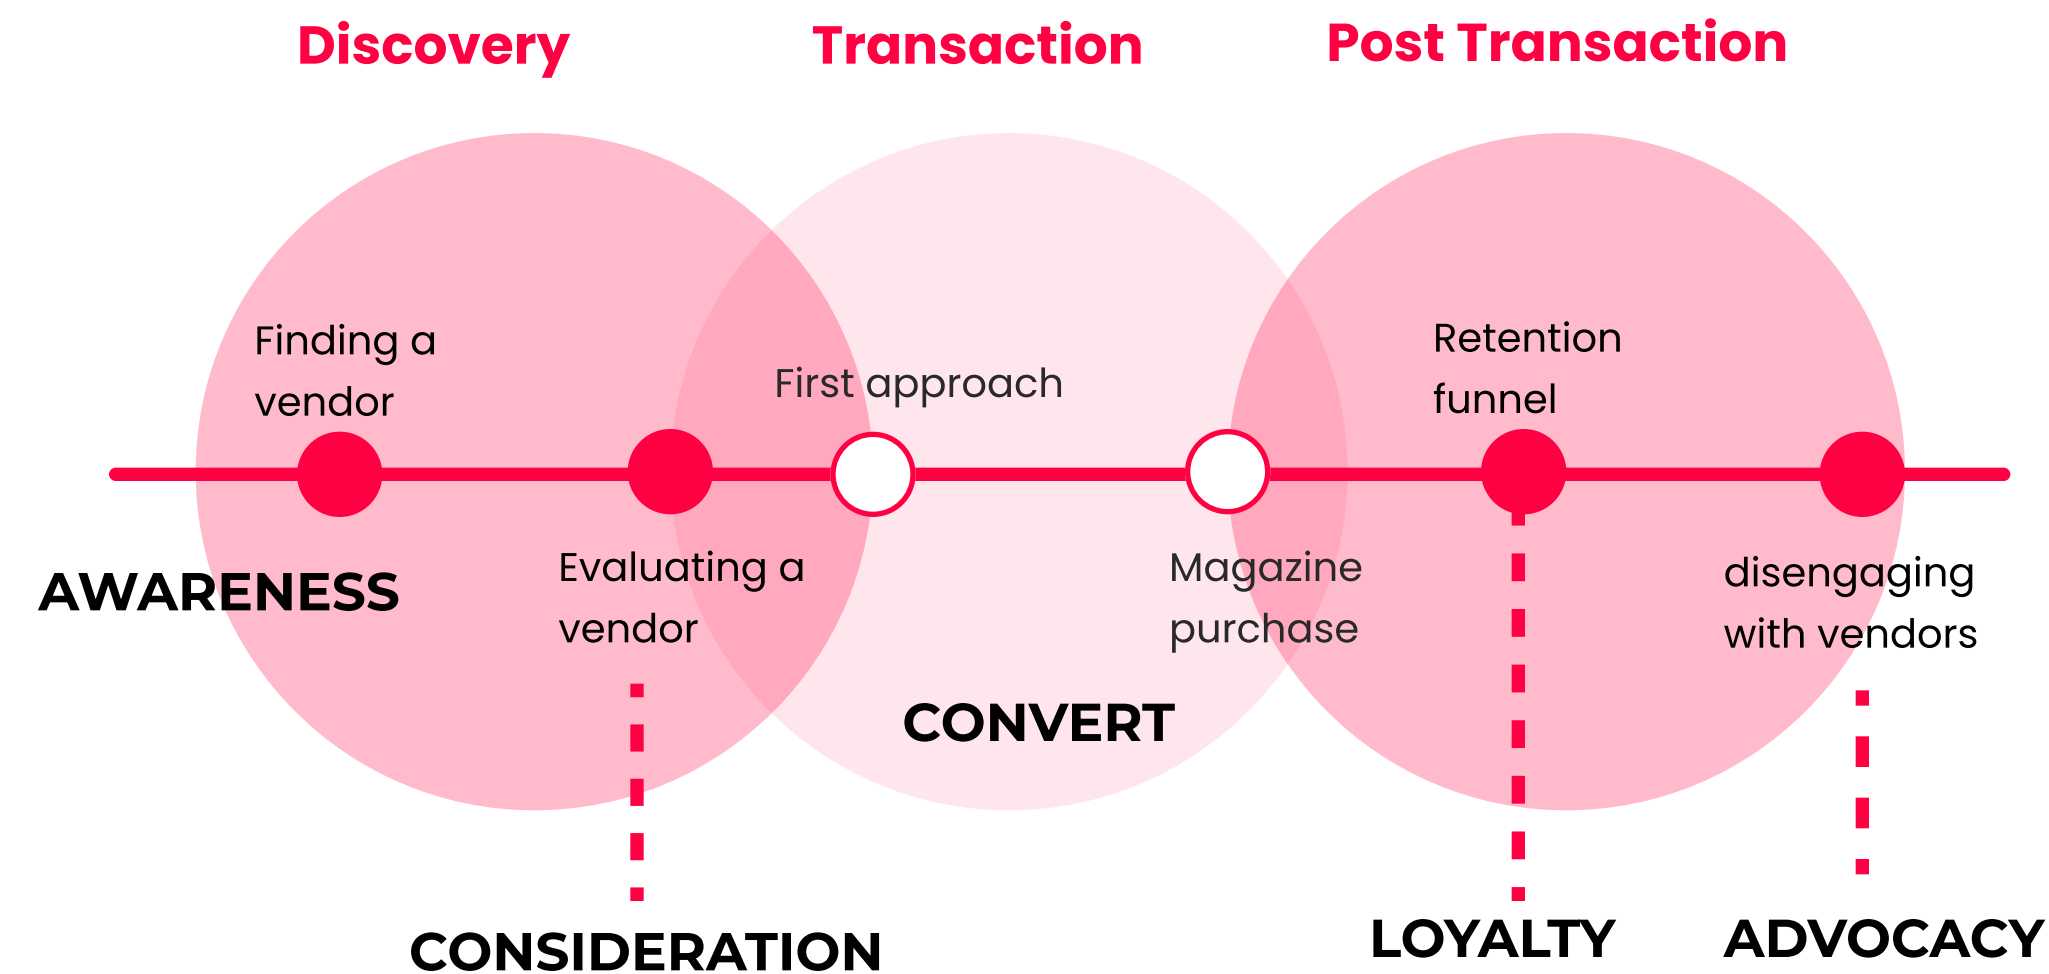 Discovery
Transaction
Post Transaction
Finding a
vendor
First approach
Retention
funnel
AWARENESS
Evaluating a
vendor
Magazine
purchase
disengaging
with vendors
CONVERT
CONSIDERATION
LOYALTY
ADVOCACY